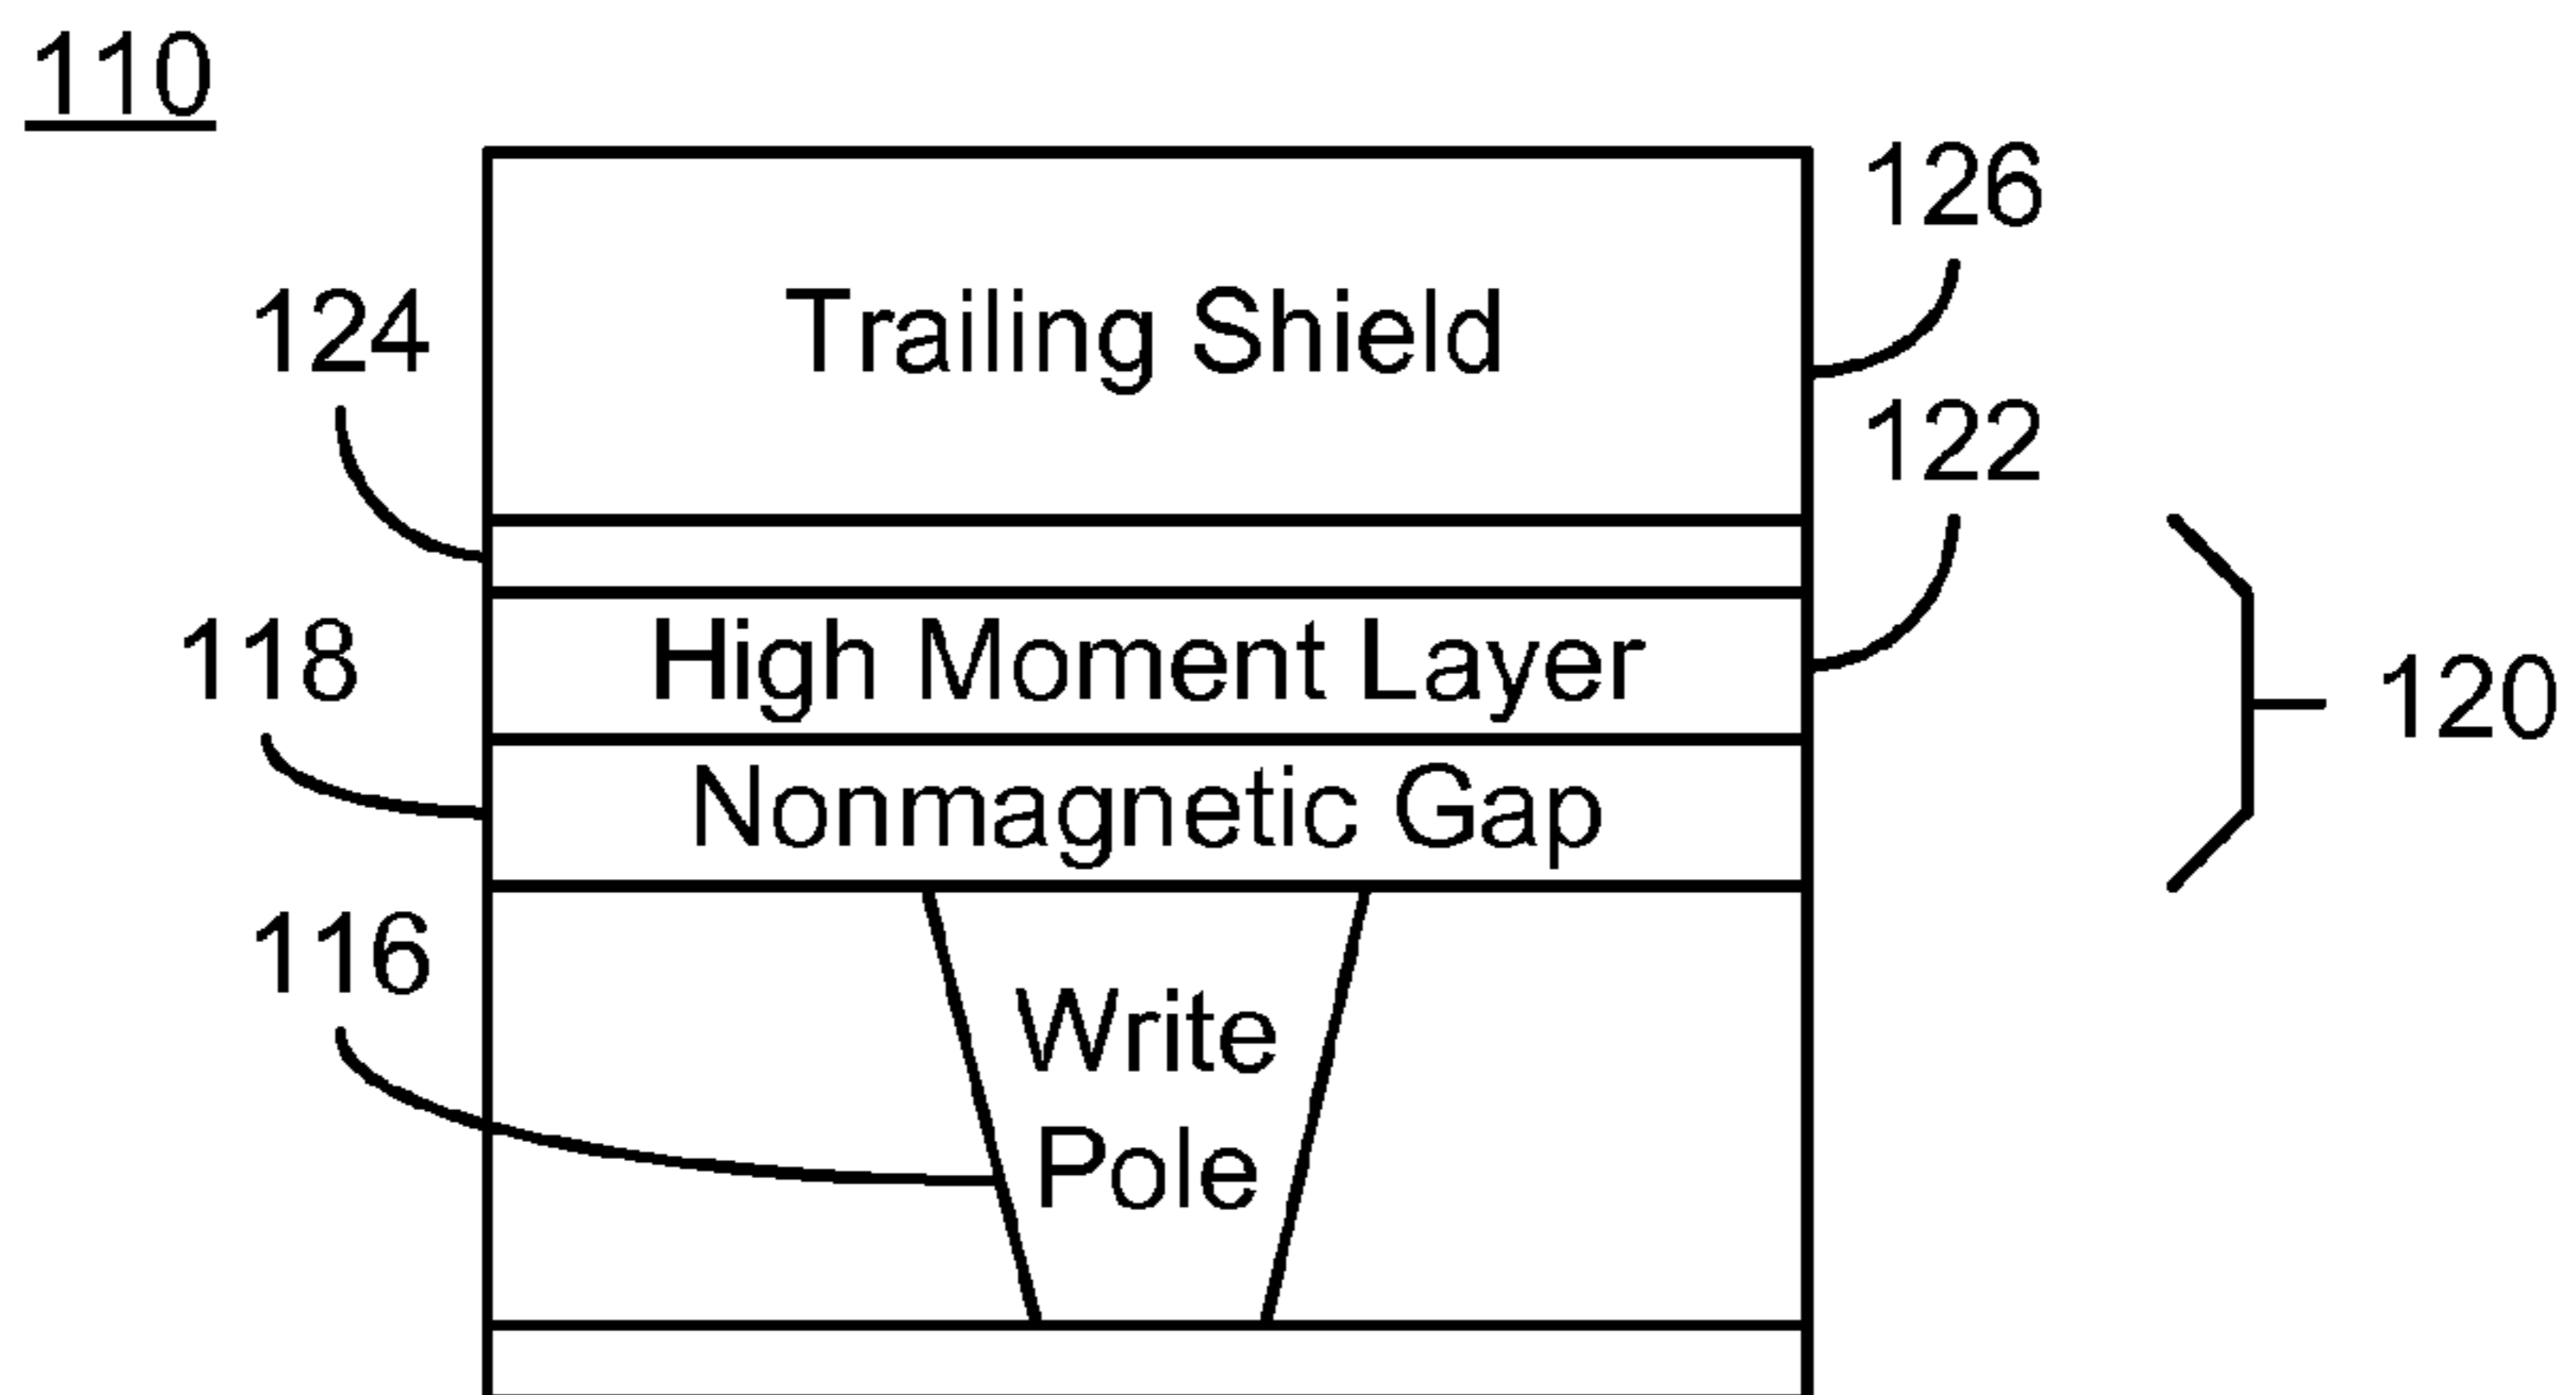 110
126
Trailing Shield
124
122
High Moment Layer
118
120
Nonmagnetic Gap
116
Write
Pole